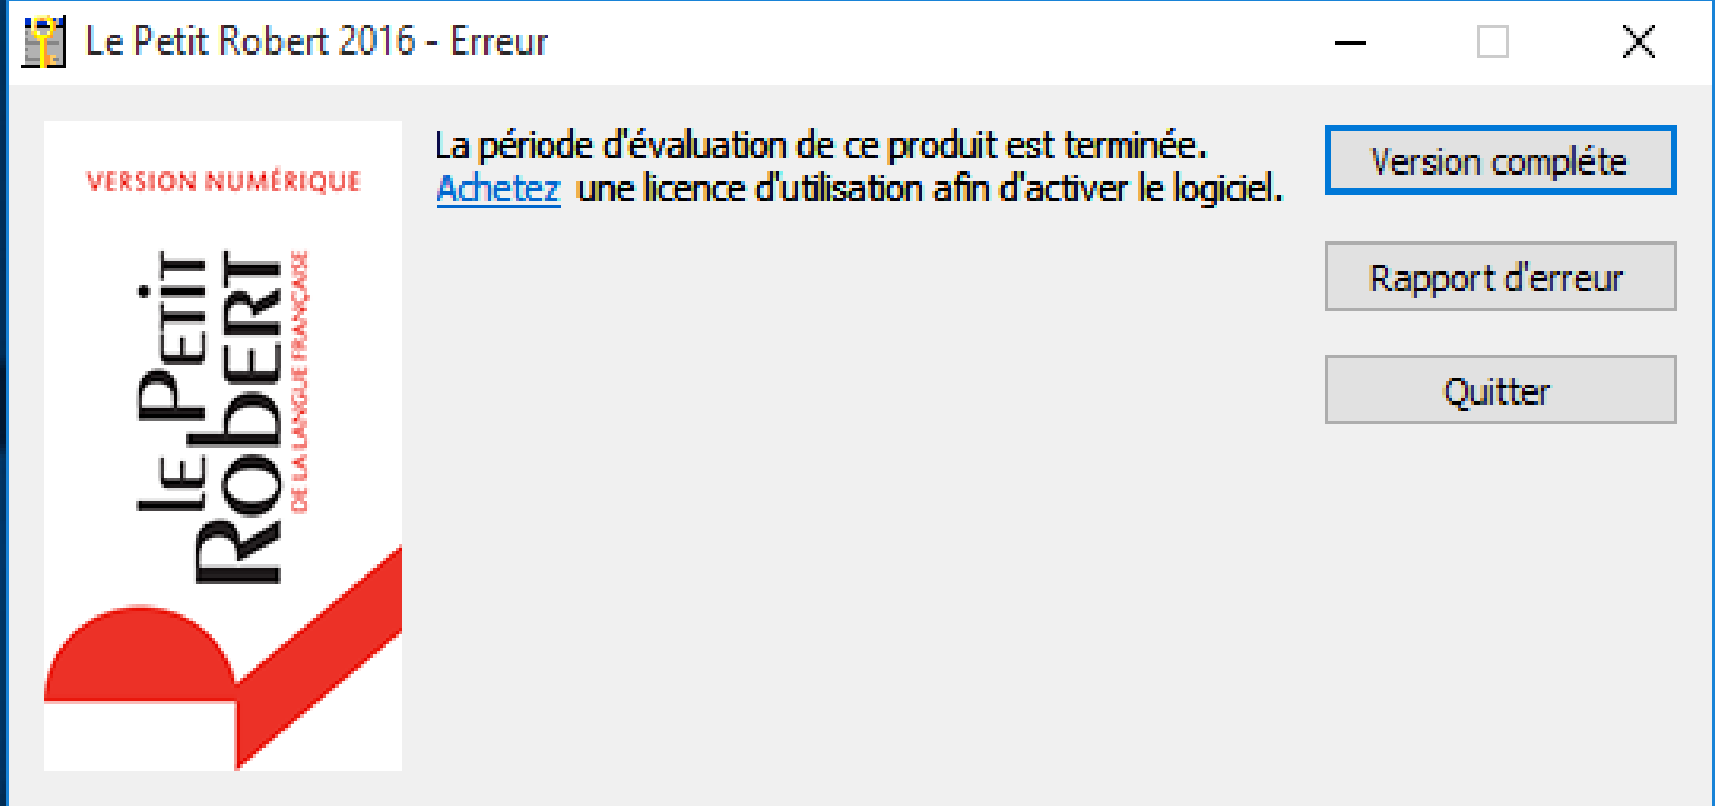 Le Petit Robert 2016 - Erreur
VERSION NUMÉRIQUE
LE PETIT
ROBERT
DE LA LANGUE FRANÇAISE
La période d'évaluation de ce produit est terminée.
Achetez une licence d'utilisation afin d'activer le logiciel.
Version compléte
Rapport d'erreur
Quitter